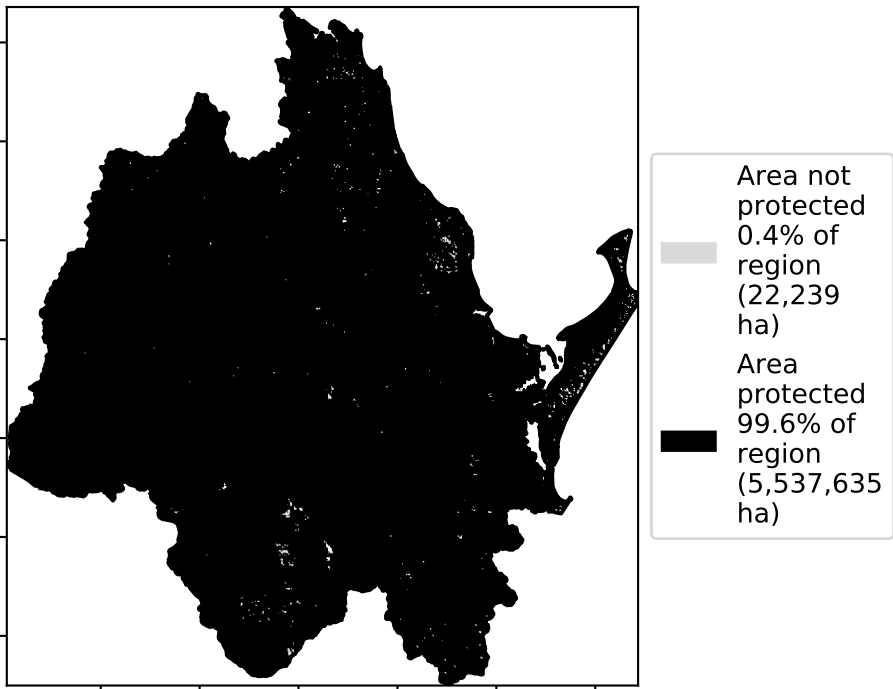 Area not
protected
0.4% of
region
(22,239
ha)
Area
protected
99.6% of
region
(5,537,635
ha)